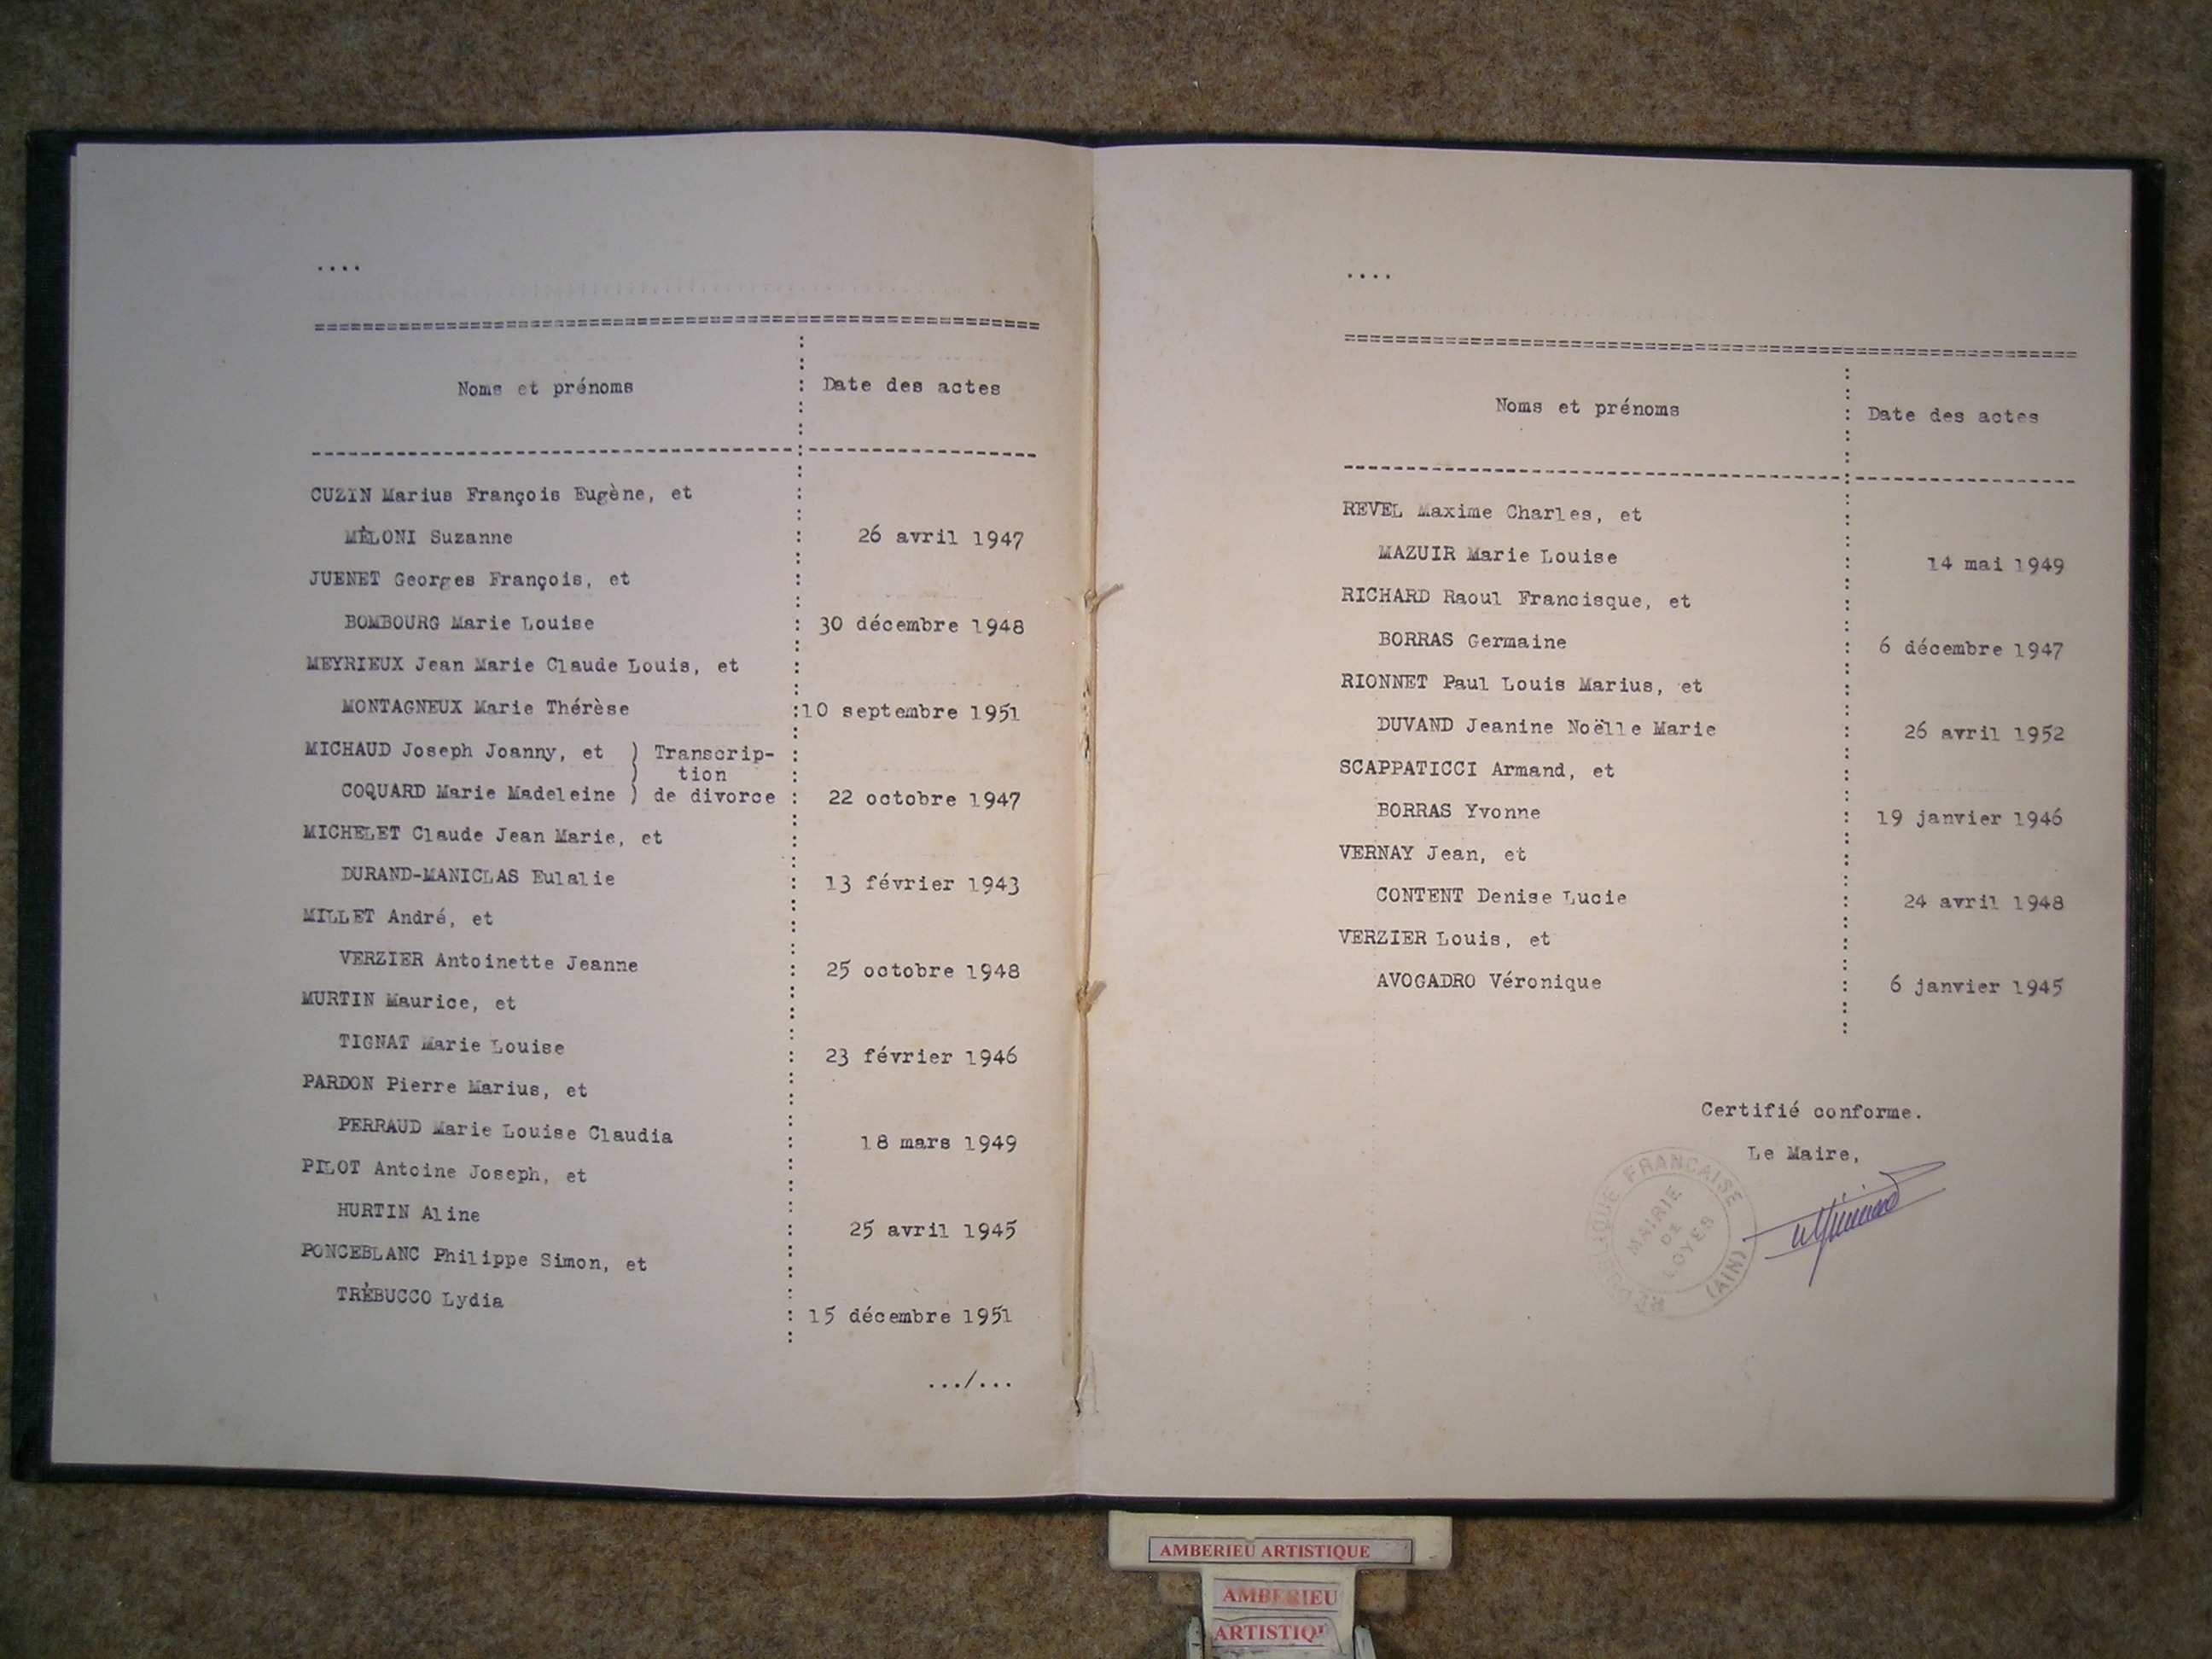 ....
Noms et prénoms : Date des actes
CUZIN Marius François Eugène, et
MÈLONI Suzanne : 26 avril 1947
JUENET Georges François, et
BOMBOURG Marie Louise : 30 décembre 1948
MEYRIEUX Jean Marie Claude Louis, et
MONTAGNEUX Marie Thérèse : 10 septembre 1951
MICHAUD Joseph Joanny, et ) Transcrip-
) tion
COQUARD Marie Madeleine ) de divorce : 22 octobre 1947
MICHELET Claude Jean Marie, et
DURAND-MANICLAS Eulalie : 13 février 1943
MILLET André, et
VERZIER Antoinette Jeanne : 25 octobre 1948
MURTIN Maurice, et
TIGNAT Marie Louise : 23 février 1946
PARDON Pierre Marius, et
PERRAUD Marie Louise Claudia : 18 mars 1949
PILOT Antoine Joseph, et
HURTIN Aline : 25 avril 1945
PONCEBLANC Philippe Simon, et
TRÈBUCCO Lydia : 15 décembre 1951
.../...
....
Noms et prénoms : Date des actes
REVEL Maxime Charles, et
MAZUIR Marie Louise : 14 mai 1949
RICHARD Raoul Francisque, et
BORRAS Germaine : 6 décembre 1947
RIONNET Paul Louis Marius, et
DUVAND Jeanine Noëlle Marie : 26 avril 1952
SCAPPATICCI Armand, et
BORRAS Yvonne : 19 janvier 1946
VERNAY Jean, et
CONTENT Denise Lucie : 24 avril 1948
VERZIER Louis, et
AVOGADRO Véronique : 6 janvier 1945
Certifié conforme.
Le Maire,
REPUBLIQUE FRANCAISE
MAIRIE
DE
LOYES
(AIN)
AMBERIEU ARTISTIQUE
AMBERIEU
ARTISTIQU